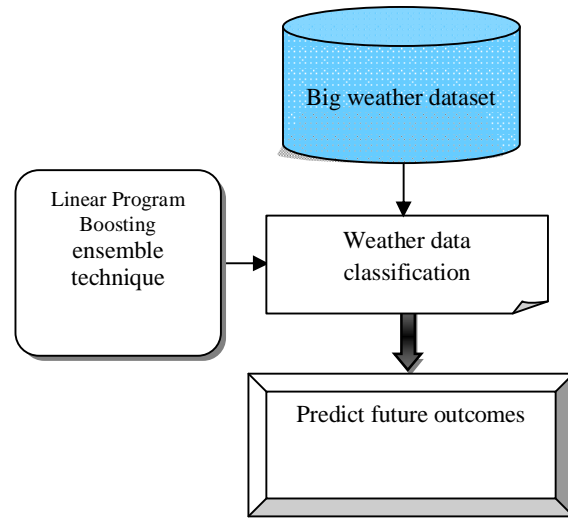 Big weather dataset
Linear Program
Boosting
ensemble
technique
Weather data
classification
Predict future outcomes